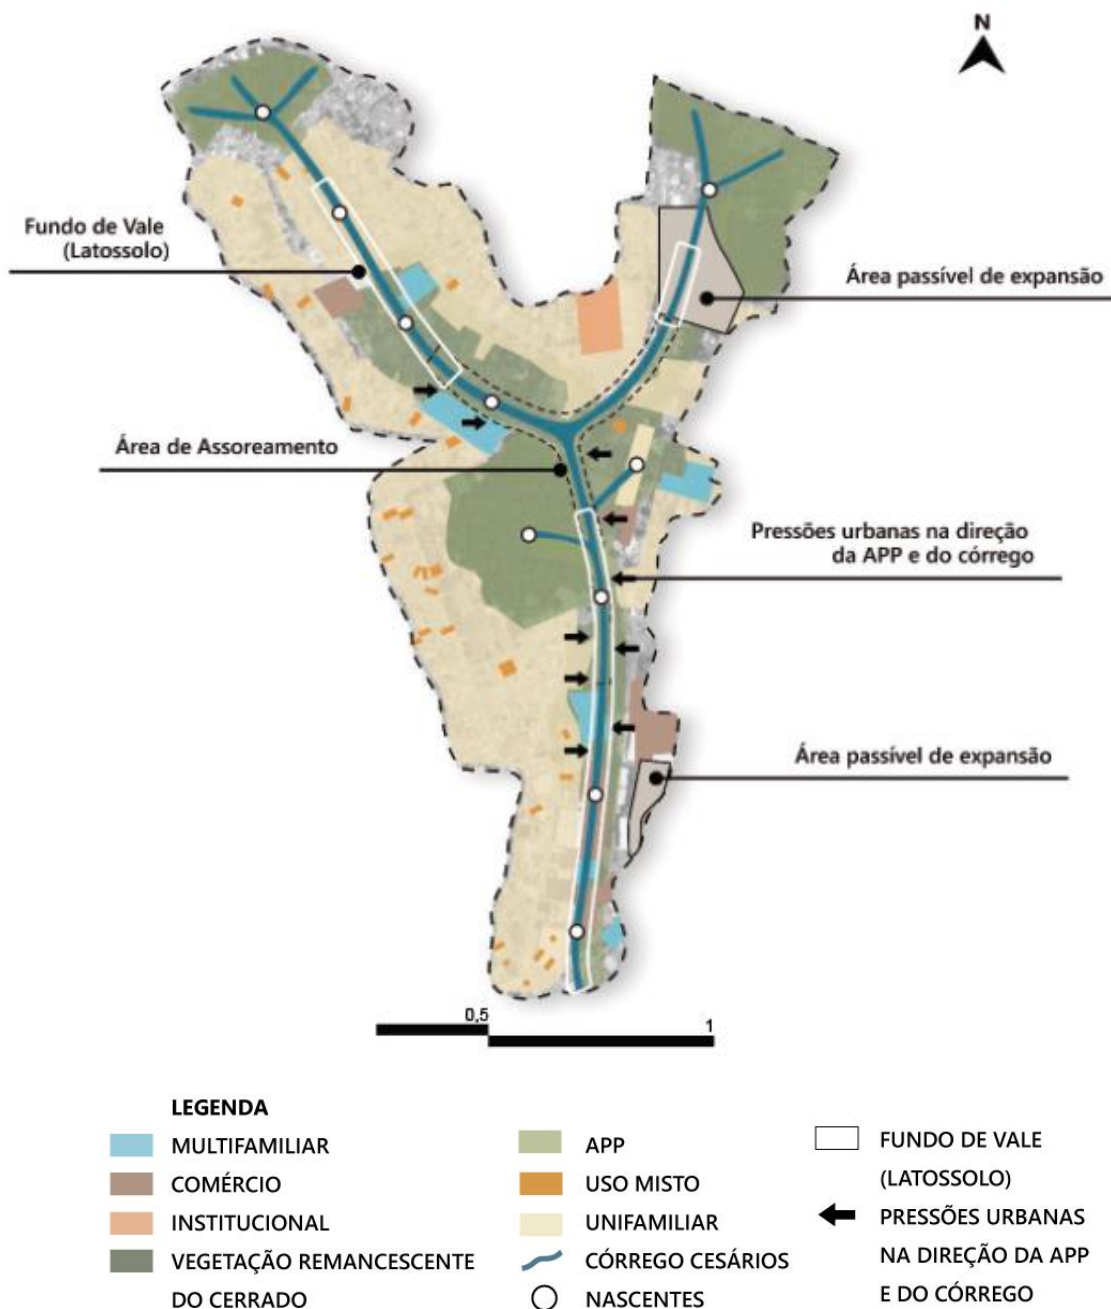 N
Fundo de Vale
(Latossolo)
Área passível de expansão
Área de Assoreamento
Pressões urbanas na direção
da APP e do córrego
Área passível de expansão
0,5
1
LEGENDA
MULTIFAMILIAR
COMÉRCIO
INSTITUCIONAL
VEGETAÇÃO REMANCESCENTE
DO CERRADO
APP
USO MISTO
UNIFAMILIAR
CÓRREGO CESÁRIOS
NASCENTES
FUNDO DE VALE
(LATOSSOLO)
PRESSÕES URBANAS
NA DIREÇÃO DA APP
E DO CÓRREGO